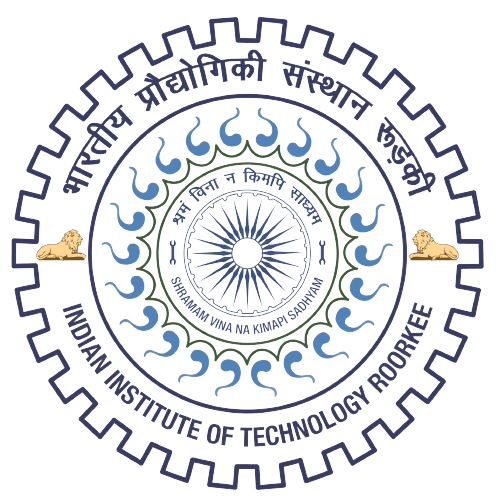 भारतीय प्रौद्योगिकी संस्थान रूड़की
श्रमं विना न किमपि साध्यम
SHRAMAM VINA NA KIMAPI SADHYAM
INDIAN INSTITUTE OF TECHNOLOGY ROORKEE